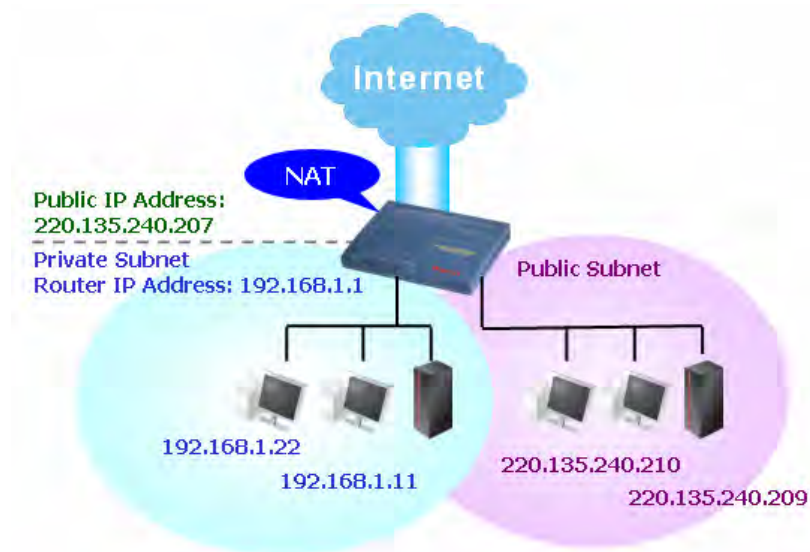 Internet
NAT
Public IP Address:
220.135.240.207
Private Subnet
Router IP Address: 192.168.1.1
Public Subnet
192.168.1.22
192.168.1.11
220.135.240.210
220.135.240.209